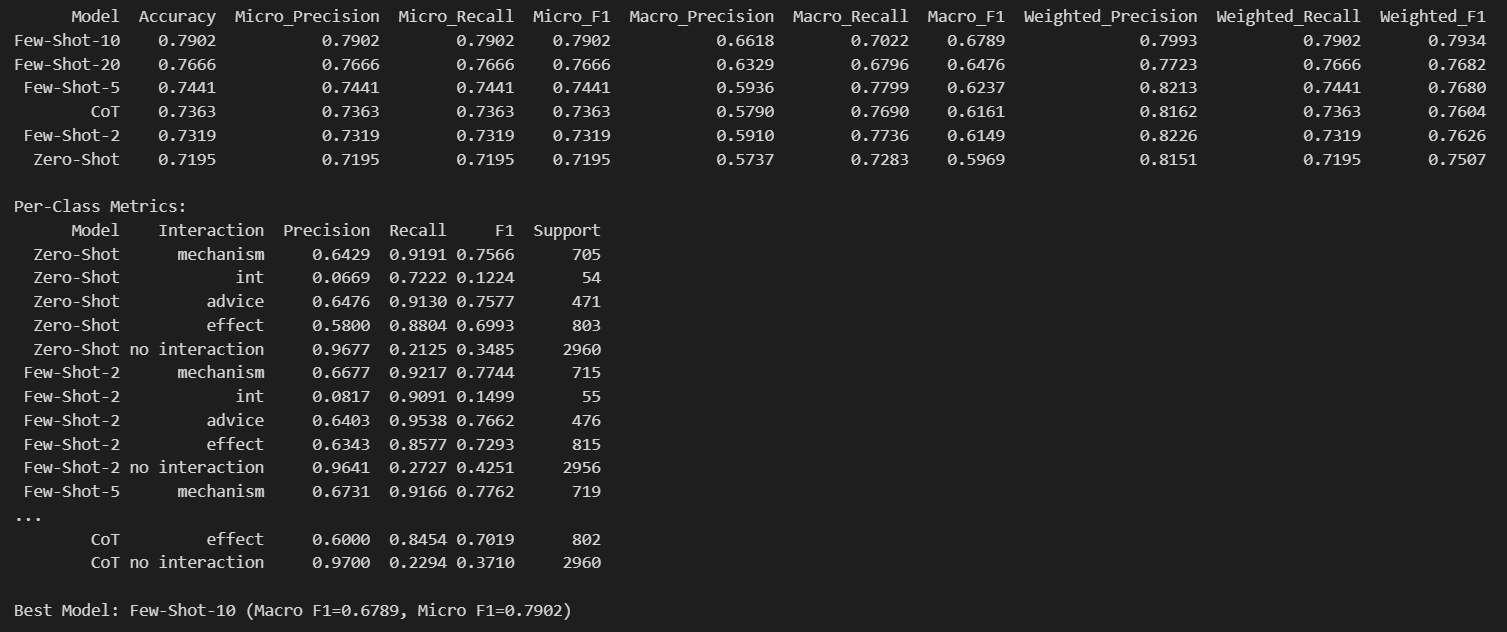 Model Accuracy Micro_Precision Micro_Recall Micro_F1 Macro_Precision Macro_Recall Macro_F1 Weighted_Precision Weighted_Recall Weighted_F1
Few-Shot-10 0.7902 0.7902 0.7902 0.7902 0.6618 0.7022 0.6789 0.7993 0.7902 0.7934
Few-Shot-20 0.7666 0.7666 0.7666 0.7666 0.6329 0.6796 0.6476 0.7723 0.7666 0.7682
Few-Shot-5 0.7441 0.7441 0.7441 0.7441 0.5936 0.7799 0.6237 0.8213 0.7441 0.7680
CoT 0.7363 0.7363 0.7363 0.7363 0.5790 0.7690 0.6161 0.8162 0.7363 0.7604
Few-Shot-2 0.7319 0.7319 0.7319 0.7319 0.5910 0.7736 0.6149 0.8226 0.7319 0.7626
Zero-Shot 0.7195 0.7195 0.7195 0.7195 0.5737 0.7283 0.5969 0.8151 0.7195 0.7507
Per-Class Metrics:
Model Interaction Precision Recall F1 Support
Zero-Shot mechanism 0.6429 0.9191 0.7566 705
Zero-Shot int 0.0669 0.7222 0.1224 54
Zero-Shot advice 0.6476 0.9130 0.7577 471
Zero-Shot effect 0.5800 0.8804 0.6993 803
Zero-Shot no interaction 0.9677 0.2125 0.3485 2960
Few-Shot-2 mechanism 0.6677 0.9217 0.7744 715
Few-Shot-2 int 0.0817 0.9091 0.1499 55
Few-Shot-2 advice 0.6403 0.9538 0.7662 476
Few-Shot-2 effect 0.6343 0.8577 0.7293 815
Few-Shot-2 no interaction 0.9641 0.2727 0.4251 2956
Few-Shot-5 mechanism 0.6731 0.9166 0.7762 719
...
CoT effect 0.6000 0.8454 0.7019 802
CoT no interaction 0.9700 0.2294 0.3710 2960
Best Model: Few-Shot-10 (Macro F1=0.6789, Micro F1=0.7902)